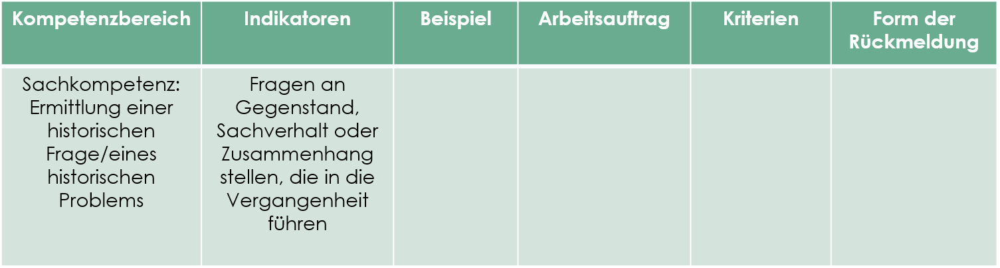 Kompetenzbereich
Indikatoren
Beispiel
Arbeitsauftrag
Kriterien
Form der
Rückmeldung
Sachkompetenz:
Ermittlung einer
historischen
Frage/eines
historischen
Problems
Fragen an
Gegenstand,
Sachverhalt oder
Zusammenhang
stellen, die in die
Vergangenheit
führen